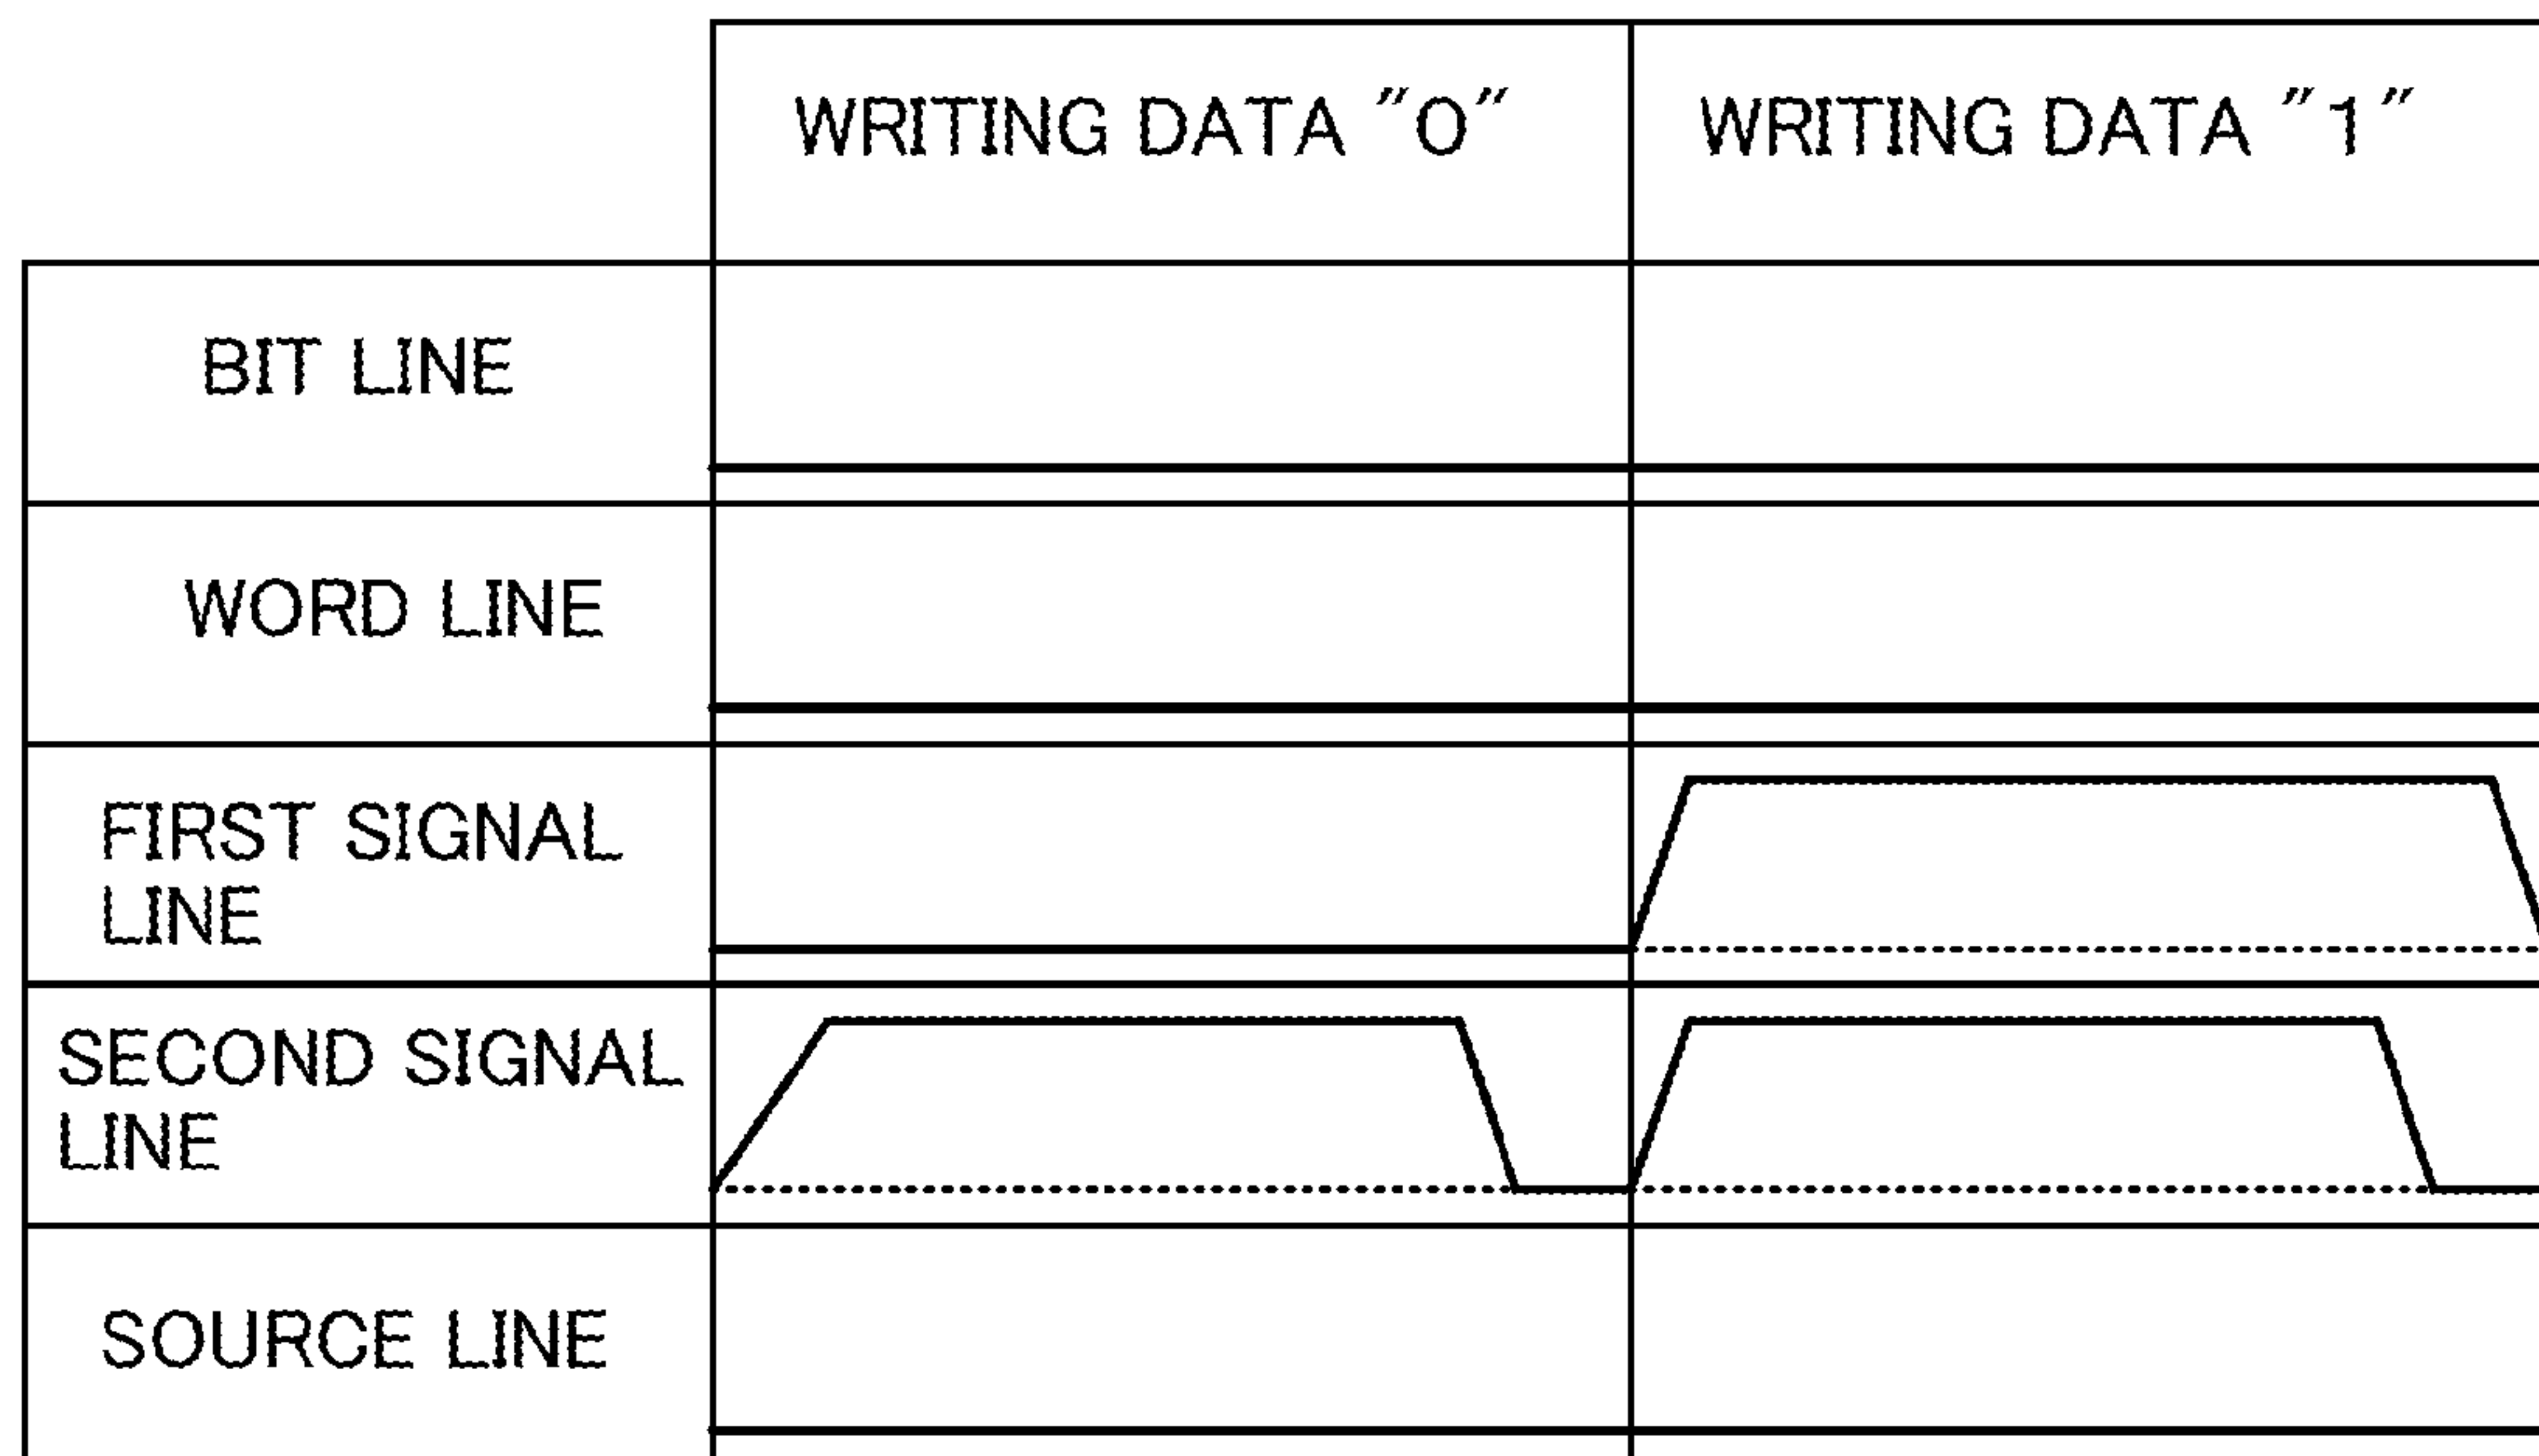 WRITING DATA "0"
WRITING DATA "1"
BIT LINE
WORD LINE
FIRST SIGNAL
LINE
SECOND SIGNAL
LINE
SOURCE LINE